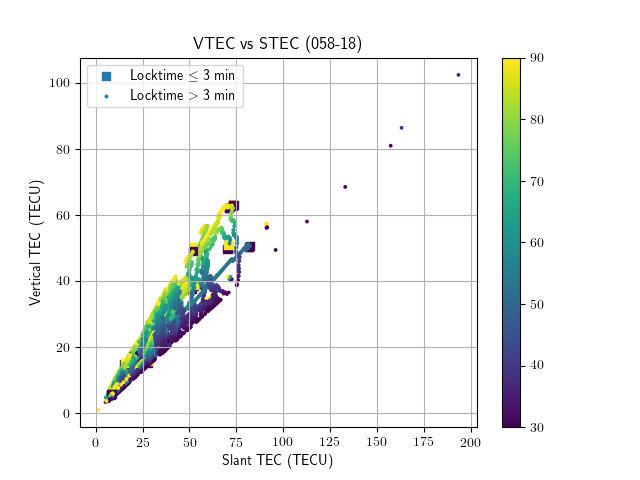 VTEC vs STEC (058-18)
Locktime ≤ 3 min
Locktime > 3 min
100
80
60
40
20
0
Vertical TEC (TECU)
0 25 50 75 100 125 150 175 200
Slant TEC (TECU)
90
80
70
60
50
40
30